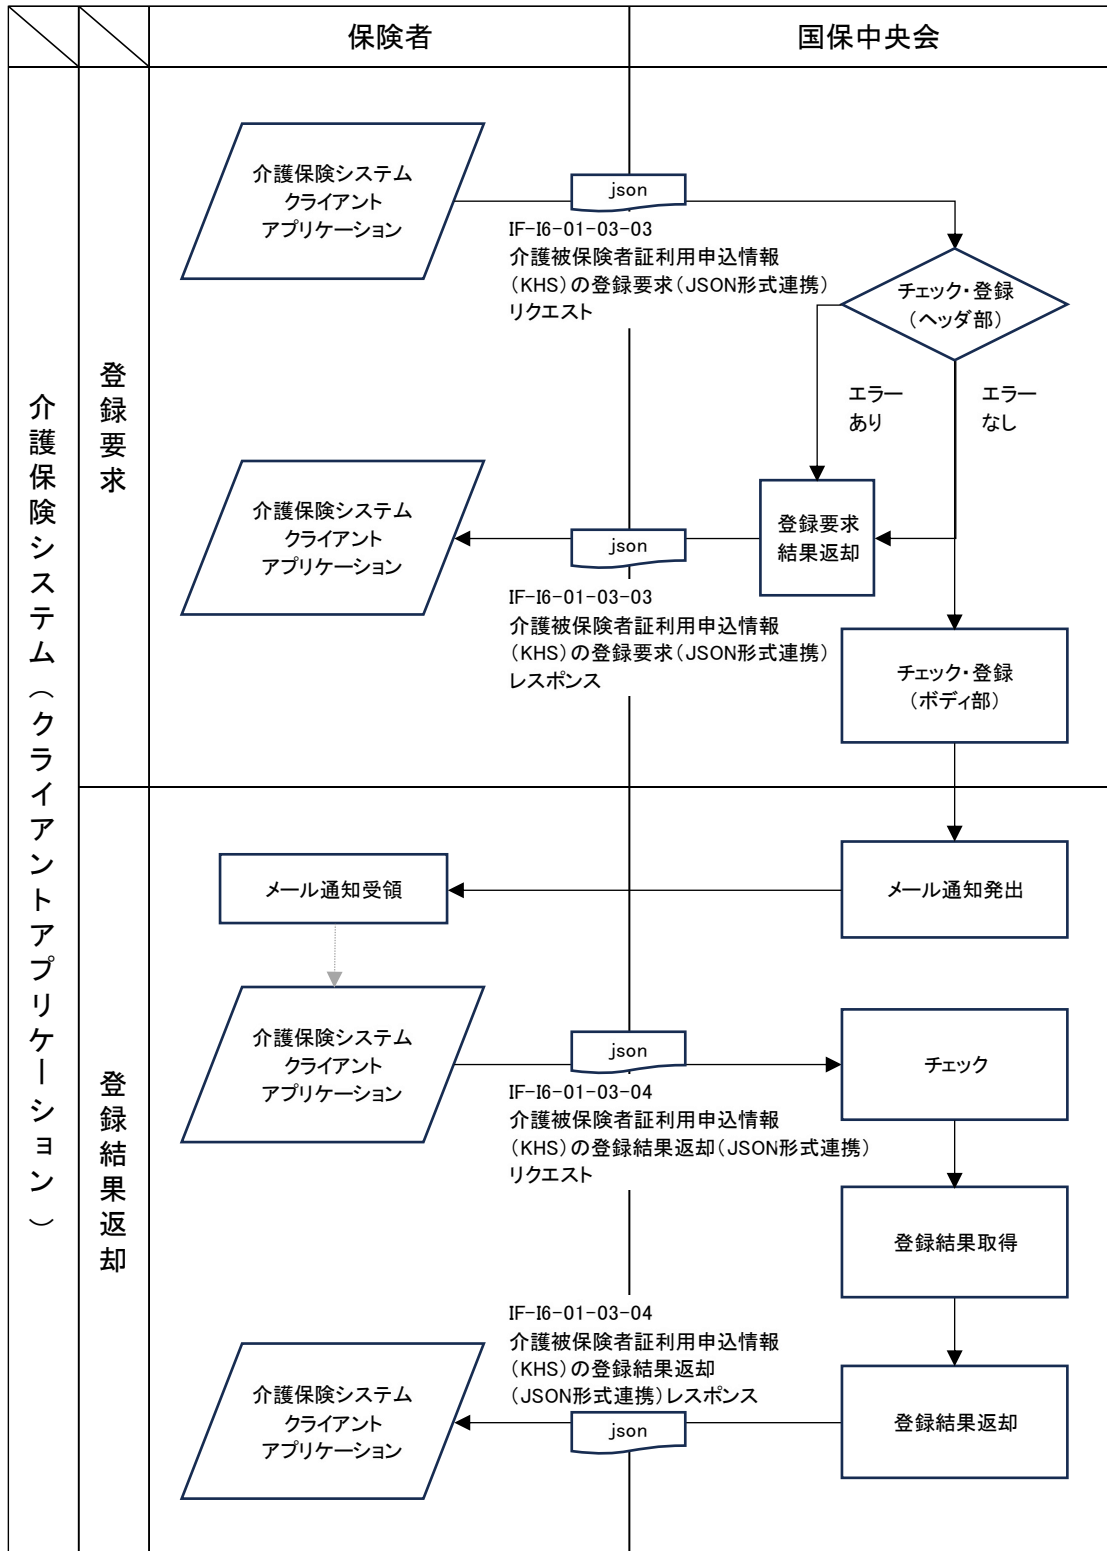 保険者
国保中央会
介護保険システム（クライアントアプリケーション）
登録要求
介護保険システム
クライアント
アプリケーション
json
IF-I6-01-03-03
介護被保険者証利用申込情報
（KHS）の登録要求（JSON形式連携）
リクエスト
チェック・登録
（ヘッダ部）
エラー
あり
エラー
なし
介護保険システム
クライアント
アプリケーション
json
登録要求
結果返却
IF-I6-01-03-03
介護被保険者証利用申込情報
（KHS）の登録要求（JSON形式連携）
レスポンス
チェック・登録
（ボディ部）
登録結果返却
メール通知受領
メール通知発出
介護保険システム
クライアント
アプリケーション
json
チェック
IF-I6-01-03-04
介護被保険者証利用申込情報
（KHS）の登録結果返却（JSON形式連携）
リクエスト
登録結果取得
IF-I6-01-03-04
介護被保険者証利用申込情報
（KHS）の登録結果返却
（JSON形式連携）レスポンス
介護保険システム
クライアント
アプリケーション
json
登録結果返却